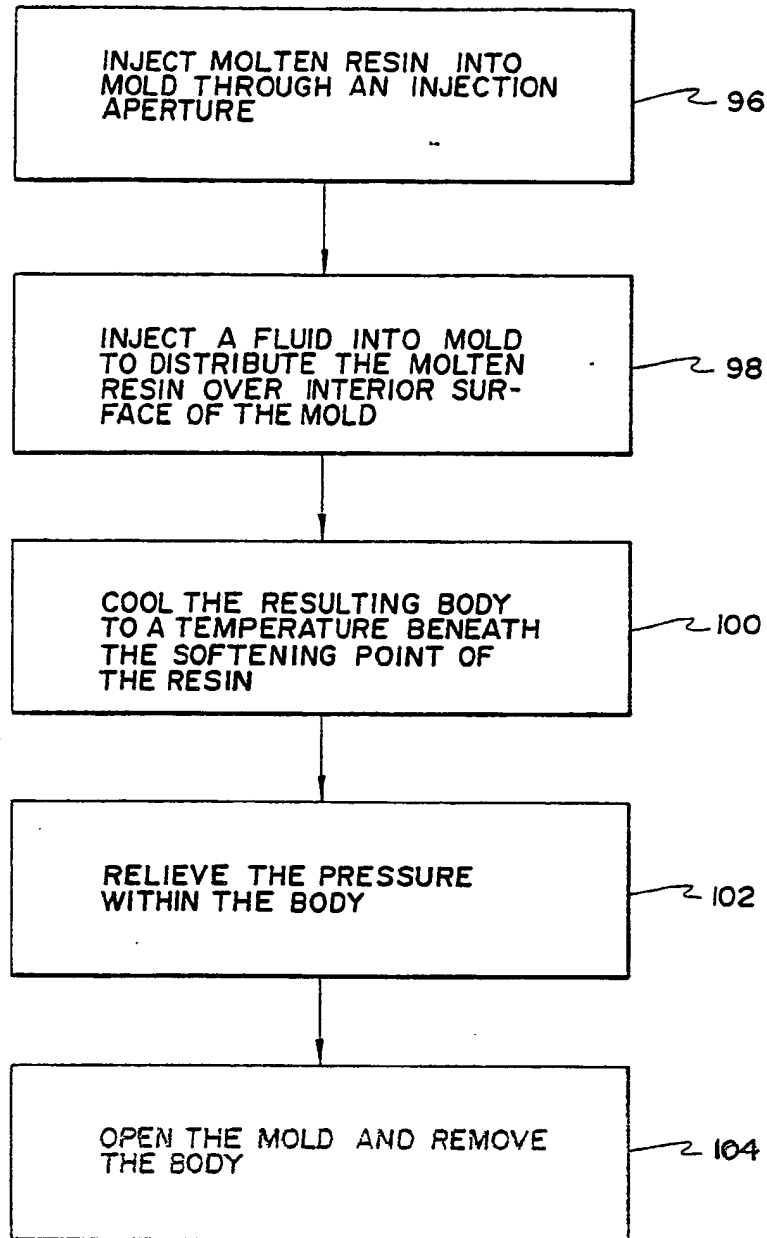 INJECT MOLTEN RESIN INTO
MOLD THROUGH AN INJECTION
APERTURE
96
INJECT A FLUID INTO MOLD
TO DISTRIBUTE THE MOLTEN
RESIN OVER INTERIOR SUR-
FACE OF THE MOLD
98
COOL THE RESULTING BODY
TO A TEMPERATURE BENEATH
THE SOFTENING POINT OF
THE RESIN
100
RELIEVE THE PRESSURE
WITHIN THE BODY
102
OPEN THE MOLD AND REMOVE
THE BODY
104